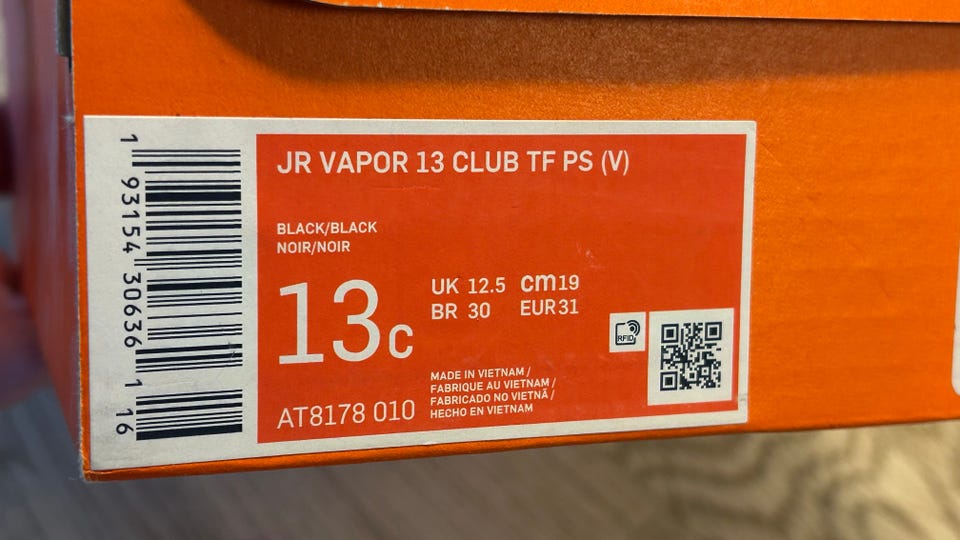 JR VAPOR 13 CLUB TF PS (V)
BLACK/BLACK
NOIR/NOIR
13C
UK 12.5 cm 19
BR 30 EUR 31
RFID
MADE IN VIETNAM /
FABRIQUE AU VIETNAM /
FABRICADO NO VIETNÃ /
HECHO EN VIETNAM
AT8178 010
1 93154 30636 1 16